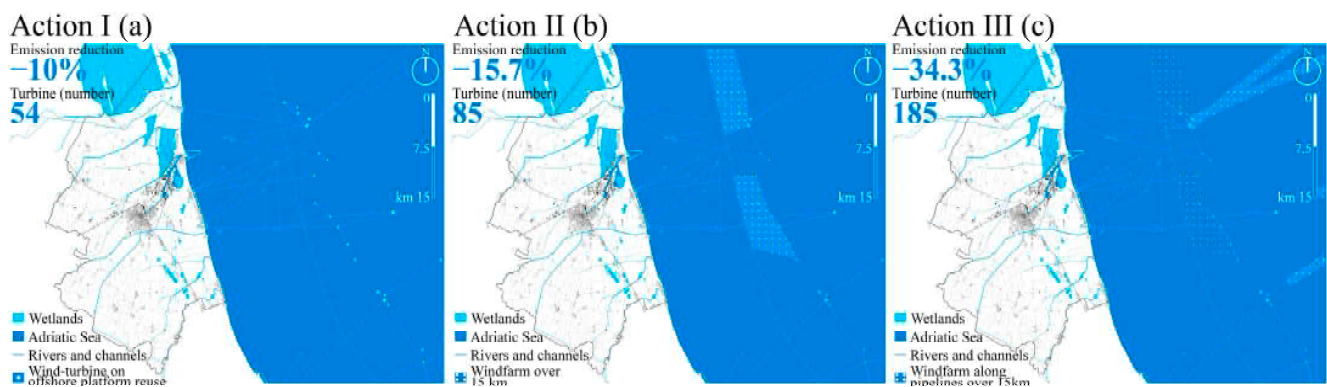 Action I (a)
Emission reduction
−10%
Turbine (number)
54
N
0
7.5
km 15
Wetlands
Adriatic Sea
Rivers and channels
Wind-turbine on
offshore platform reuse
Action II (b)
Emission reduction
−15.7%
Turbine (number)
85
N
0
7.5
km 15
Wetlands
Adriatic Sea
Rivers and channels
Windfarm over
15 km
Action III (c)
Emission reduction
−34.3%
Turbine (number)
185
N
0
7.5
km 15
Wetlands
Adriatic Sea
Rivers and channels
Windfarm along
pipelines over 15km